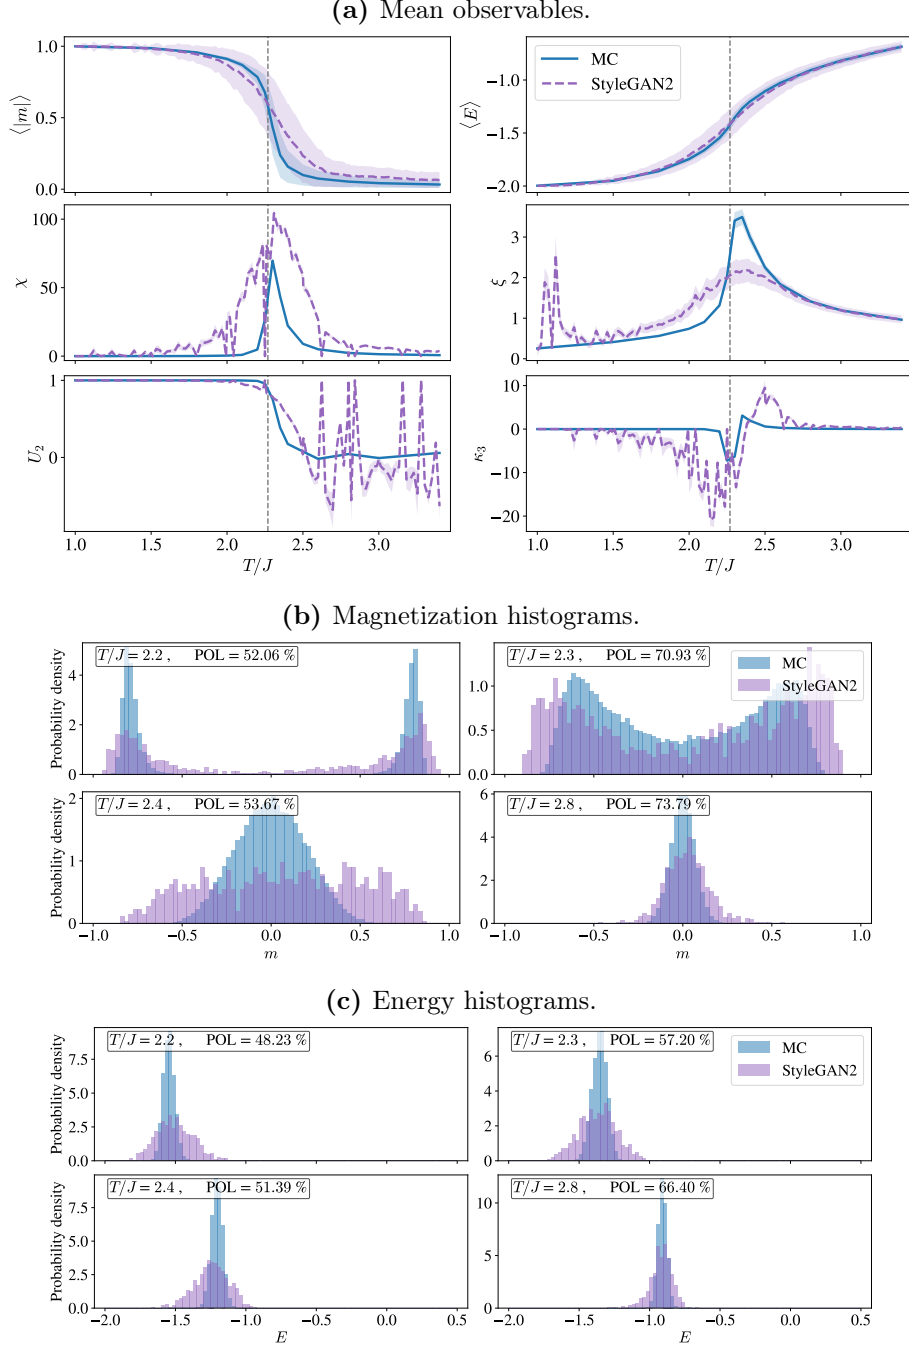 (a) Mean observables.
1.0
0.5
0.0
⟨|m|⟩
−1.0
−1.5
−2.0
⟨E⟩
MC
StyleGAN2
100
50
0
χ
3
2
1
0
ξ
1
0
U₂
10
0
−10
−20
κ₃
1.0 1.5 2.0 2.5 3.0
T/J
1.0 1.5 2.0 2.5 3.0
T/J
(b) Magnetization histograms.
Probability density
4
2
0
T/J = 2.2 , POL = 52.06 %
1.0
0.5
0.0
T/J = 2.3 , POL = 70.93 %
MC
StyleGAN2
Probability density
2
1
0
T/J = 2.4 , POL = 53.67 %
6
4
2
0
T/J = 2.8 , POL = 73.79 %
−1.0 −0.5 0.0 0.5 1.0
m
−1.0 −0.5 0.0 0.5 1.0
m
(c) Energy histograms.
Probability density
7.5
5.0
2.5
0.0
T/J = 2.2 , POL = 48.23 %
6
4
2
0
T/J = 2.3 , POL = 57.20 %
MC
StyleGAN2
Probability density
7.5
5.0
2.5
0.0
T/J = 2.4 , POL = 51.39 %
10
5
0
T/J = 2.8 , POL = 66.40 %
−2.0 −1.5 −1.0 −0.5 0.0 0.5
E
−2.0 −1.5 −1.0 −0.5 0.0 0.5
E